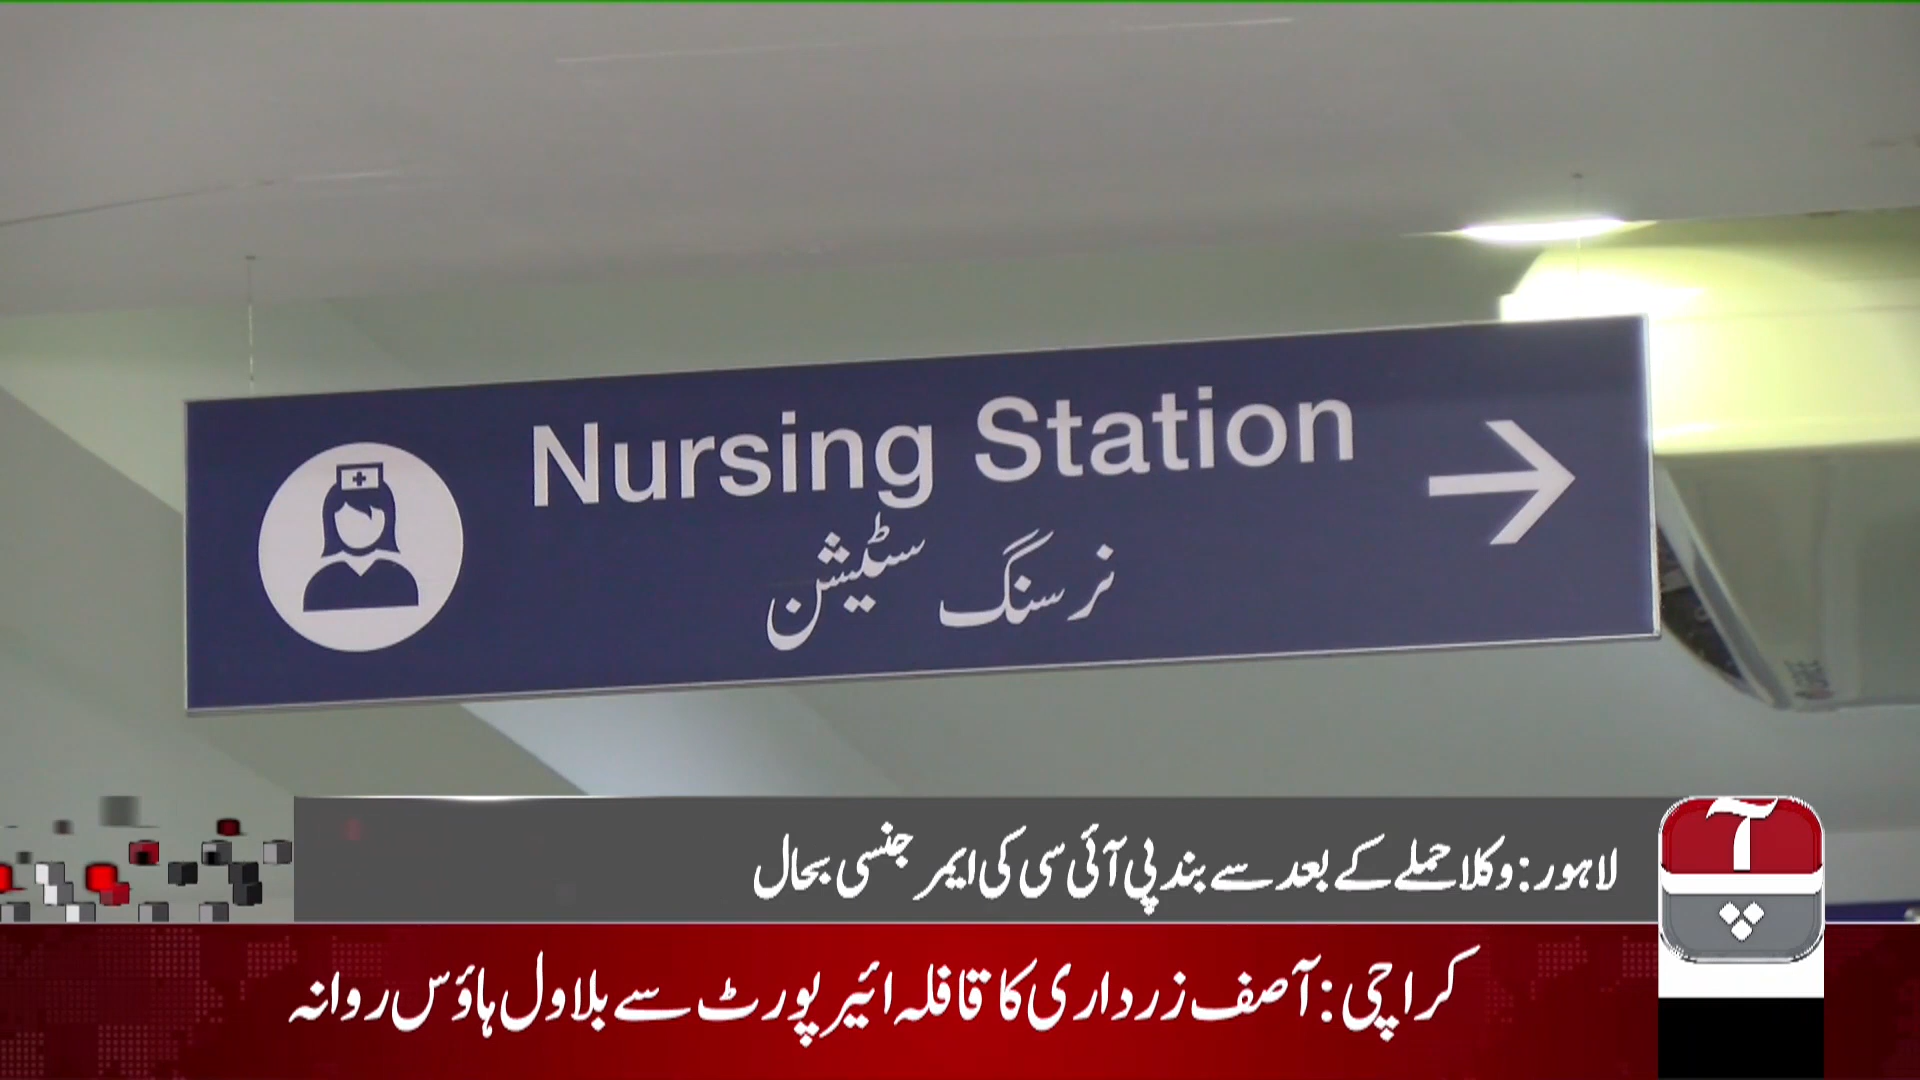 Nursing Station
نرسنگ سٹیشن
لاہور: وکلا حملے کے بعد سے بند پی آئی سی کی ایمرجنسی بحال
آپ
کراچی: آصف زرداری کا قافلہ ائیرپورٹ سے بلاول ہاؤس روانہ